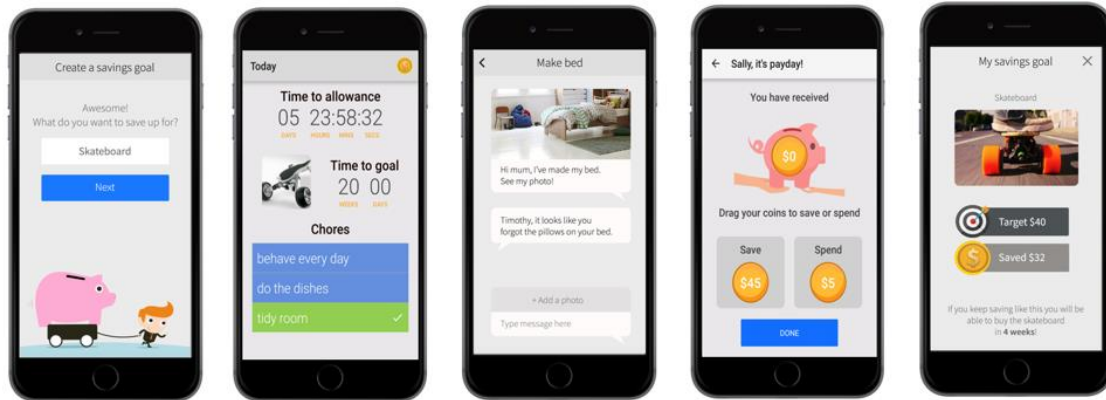 Create a savings goal
Awesome!
What do you want to save up for?
Skateboard
Next
Today
Time to allowance
05 23:58:32
DAYS HOURS MINS SECS
Time to goal
20 00
WEEKS DAYS
Chores
behave every day
do the dishes
tidy room
Make bed
Hi mum, I've made my bed.
See my photo!
Timothy, it looks like you
forgot the pillows on your bed.
+ Add a photo
Type message here
Sally, it's payday!
You have received
$0
Drag your coins to save or spend
Save
Spend
$45
$5
DONE
My savings goal
Skateboard
Target $40
$
Saved $32
If you keep saving like this you will be
able to buy the skateboard
in 4 weeks!